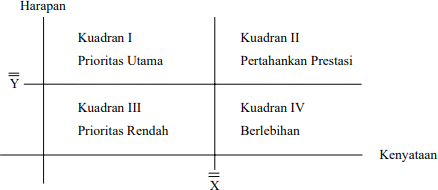 Harapan
Kuadran I
Prioritas Utama
Kuadran II
Pertahankan Prestasi
Y
Kuadran III
Prioritas Rendah
Kuadran IV
Berlebihan
Kenyataan
X